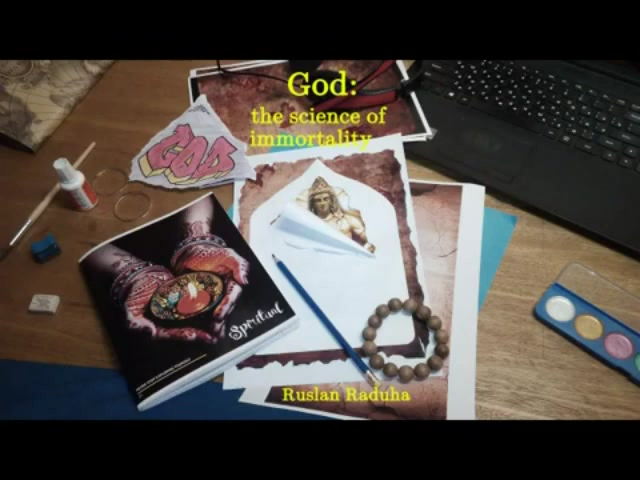 God:
the science of
immortality
GOD
Spiritual
Ruslan Raduha